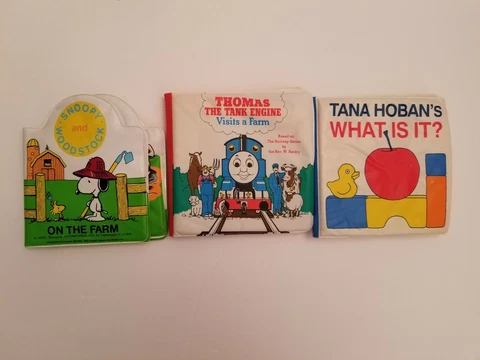 SNOOPY
and
WOODSTOCK
ON THE FARM
THOMAS
THE TANK ENGINE
Visits a Farm
Based on
The Railway Series
by
the Rev. W. Awdry
TANA HOBAN'S
WHAT IS IT?